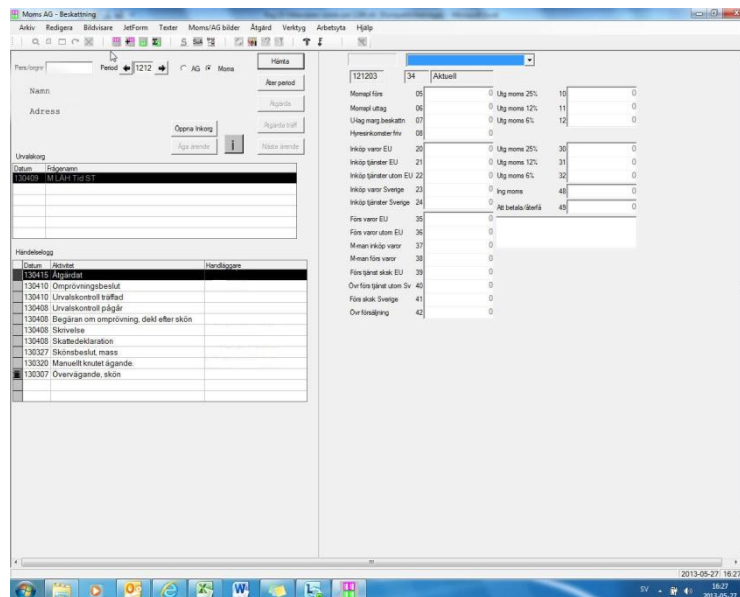 Moms AG - Beskattning
Arkiv Redigera Bildvisare JetForm Texter Moms/AG bilder Åtgärd Verktyg Arbetsyta Hjälp
Pers/orgnr Period 1212 AG Moms Hämta
Åter period
Namn
Adress
Åtgärda
Öppna Inkorg Åtgärda träff
Äga ärende i Nästa ärende
Urvalskorg
Datum Frågenamn
130409 M LAH Tid ST
Händelselogg
Datum Aktivitet Handläggare
130415 Åtgärdat
130410 Omprövningsbeslut
130410 Urvalskontroll träffad
130408 Urvalskontroll pågår
130408 Begäran om omprövning, dekl efter skön
130408 Skrivelse
130408 Skattedeklaration
130327 Skönsbeslut, mass
130320 Manuellt knutet ägande.
130307 Övervägande, skön
121203 34 Aktuell
Momspl förs 05 0 Utg moms 25% 10 0
Momspl uttag 06 0 Utg moms 12% 11 0
U-lag marg.beskattn 07 0 Utg moms 6% 12 0
Hyresinkomster friv 08 0
Inköp varor EU 20 0 Utg moms 25% 30 0
Inköp tjänster EU 21 0 Utg moms 12% 31 0
Inköp tjänster utom EU 22 0 Utg moms 6% 32 0
Inköp varor Sverige 23 0 Ing moms 48 0
Inköp tjänster Sverige 24 0 Att betala/återfå 49 0
Förs varor EU 35 0
Förs varor utom EU 36 0
M-man inköp varor 37 0
M-man förs varor 38 0
Förs tjänst sksk EU 39 0
Övr förs tjänst utom Sv 40 0
Förs sksk Sverige 41 0
Övr försäljning 42 0
2013-05-27 16:27
SV 16:27
2013-05-27